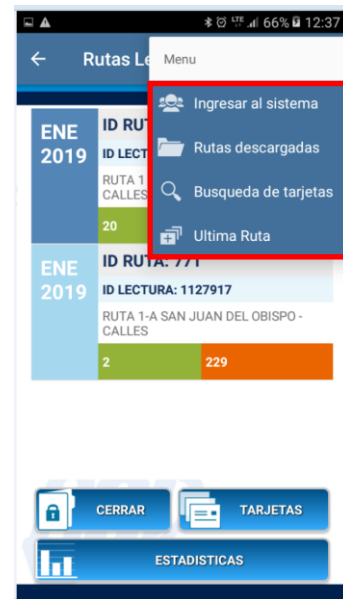 66% 12:37
Rutas Le
Menu
Ingresar al sistema
Rutas descargadas
Busqueda de tarjetas
Ultima Ruta
ENE
2019
ID RUT
ID LECT
RUTA 1
CALLES
20
ENE
2019
ID RUTA: 771
ID LECTURA: 1127917
RUTA 1-A SAN JUAN DEL OBISPO -
CALLES
2 229
CERRAR
TARJETAS
ESTADISTICAS